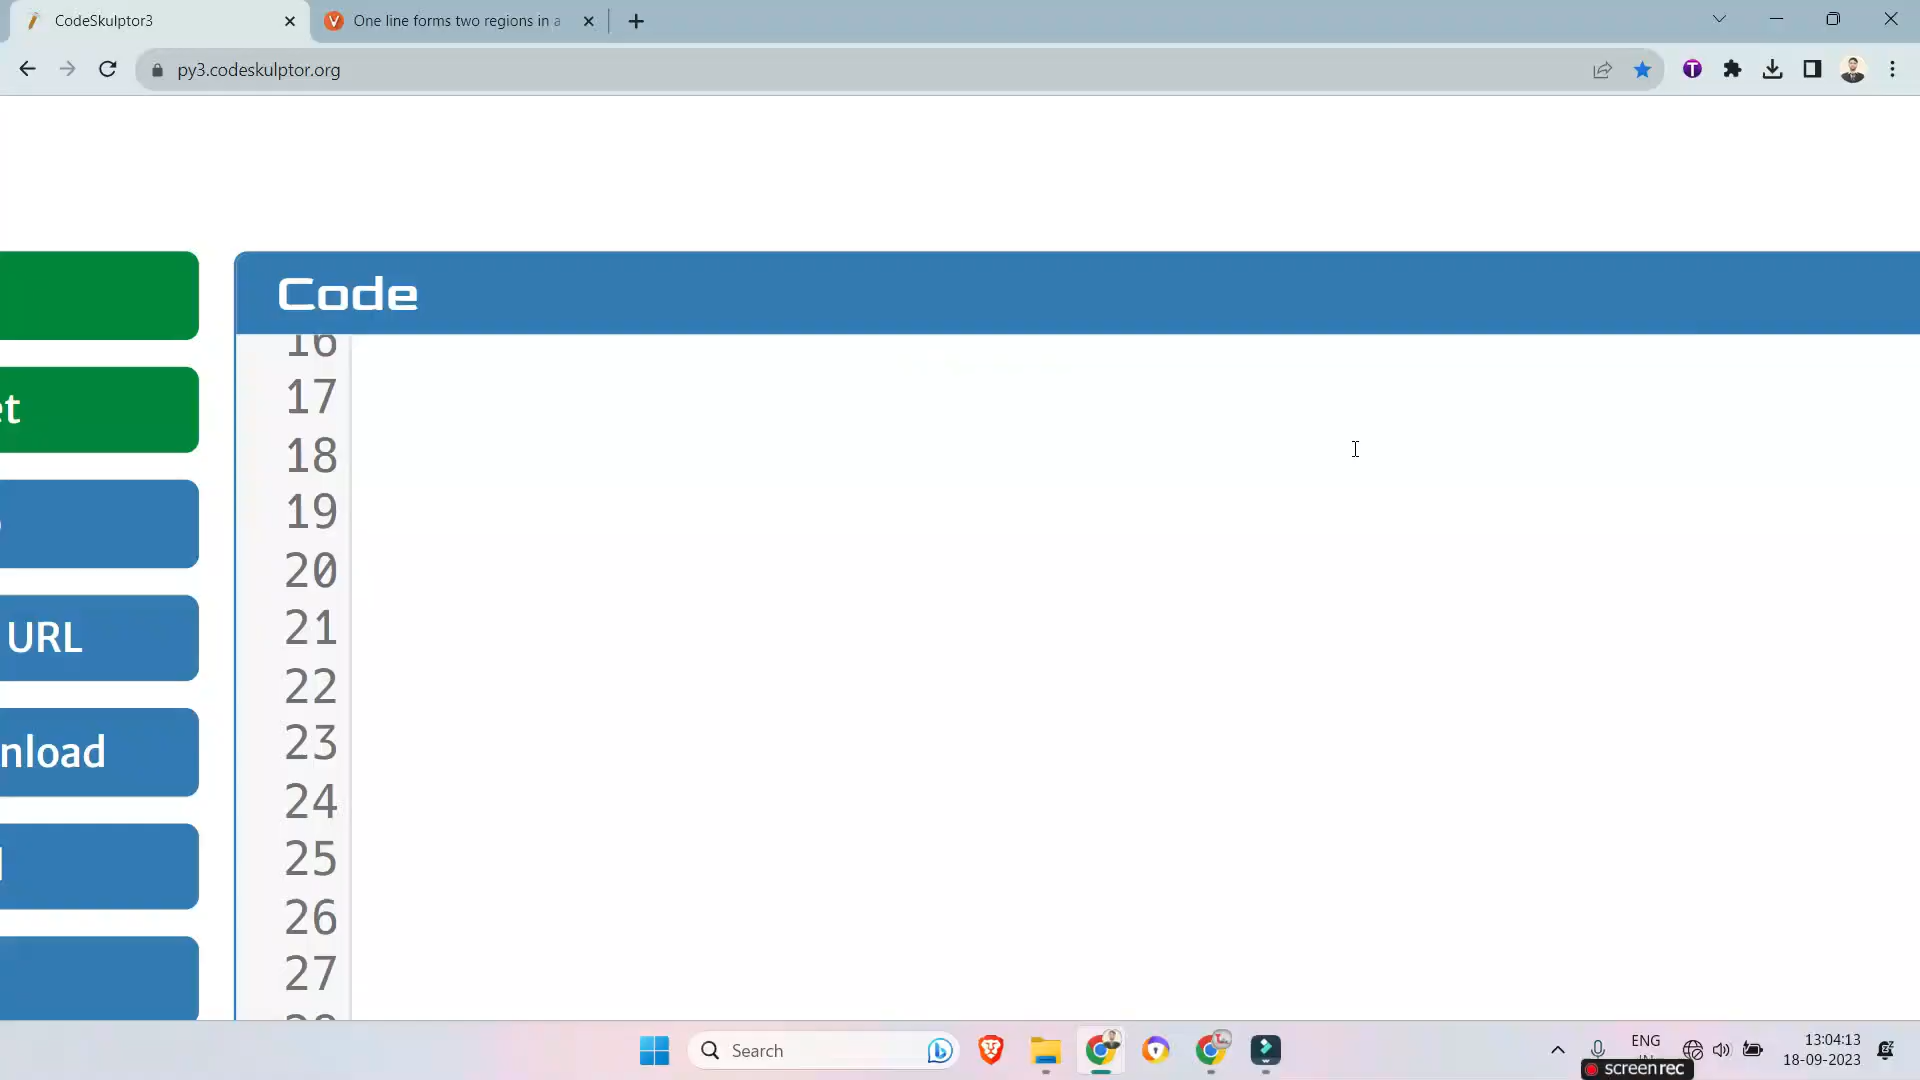 CodeSkulptor3
One line forms two regions in a
py3.codeskulptor.org
Code
16
17
18
19
20
21
22
23
24
25
26
27
URL
Search
ENG
13:04:13
18-09-2023
screenrec